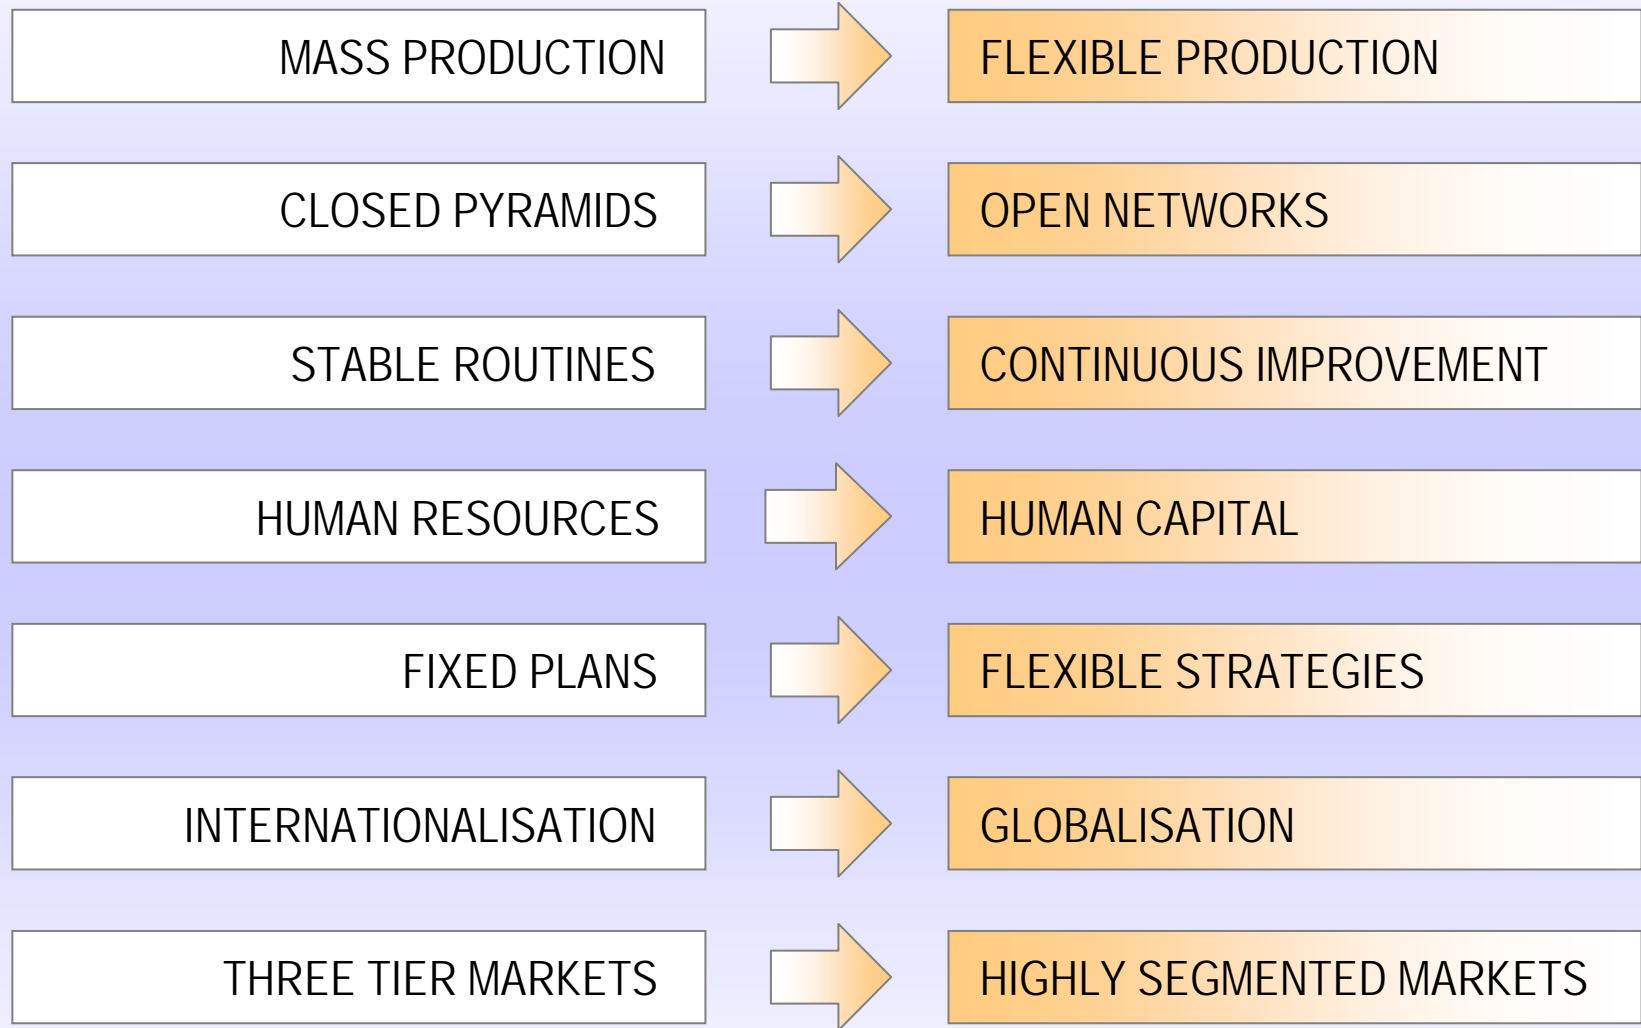 MASS PRODUCTION
FLEXIBLE PRODUCTION
CLOSED PYRAMIDS
OPEN NETWORKS
STABLE ROUTINES
CONTINUOUS IMPROVEMENT
HUMAN RESOURCES
HUMAN CAPITAL
FIXED PLANS
FLEXIBLE STRATEGIES
INTERNATIONALISATION
GLOBALISATION
THREE TIER MARKETS
HIGHLY SEGMENTED MARKETS